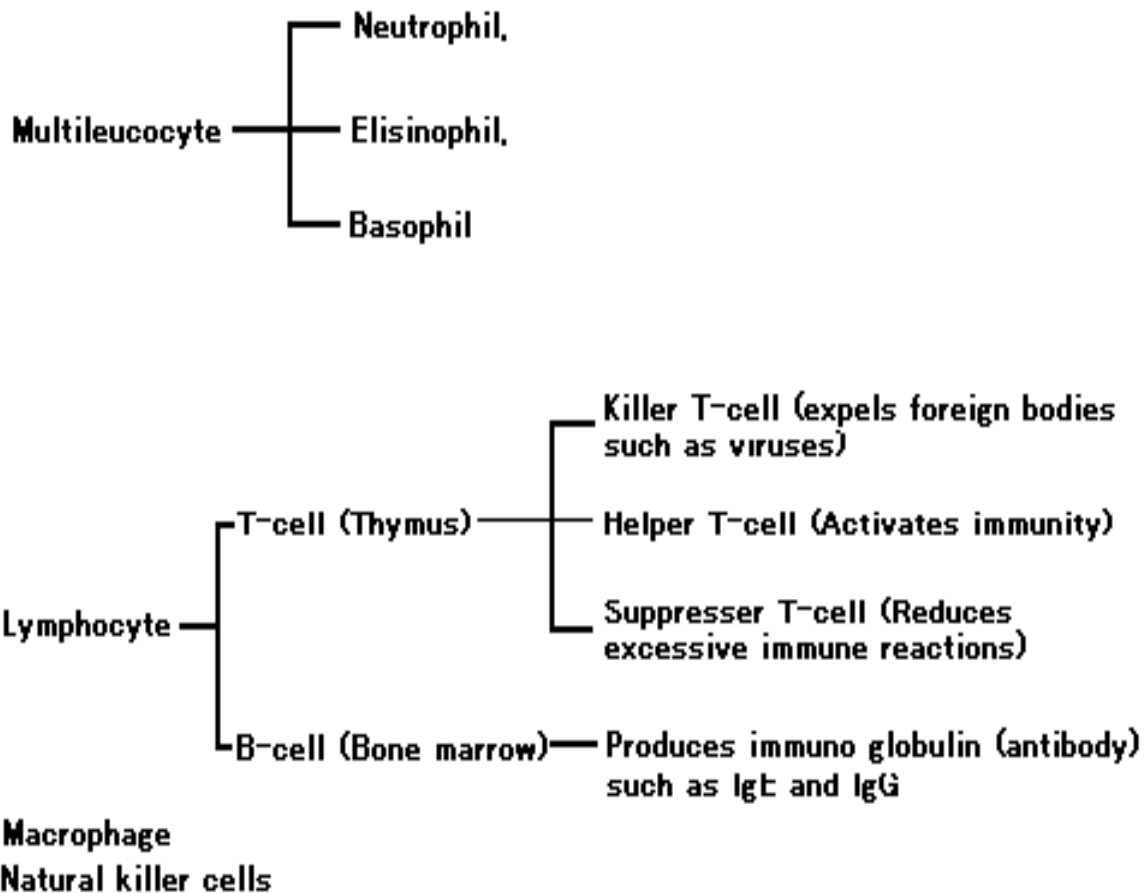 Neutrophil,
Multileucocyte
Elisinophil,
Basophil
Killer T-cell (expels foreign bodies
such as viruses)
T-cell (Thymus)
Helper T-cell (Activates immunity)
Lymphocyte
Suppresser T-cell (Reduces
excessive immune reactions)
B-cell (Bone marrow)
Produces immuno globulin (antibody)
such as IgE and IgG
Macrophage
Natural killer cells